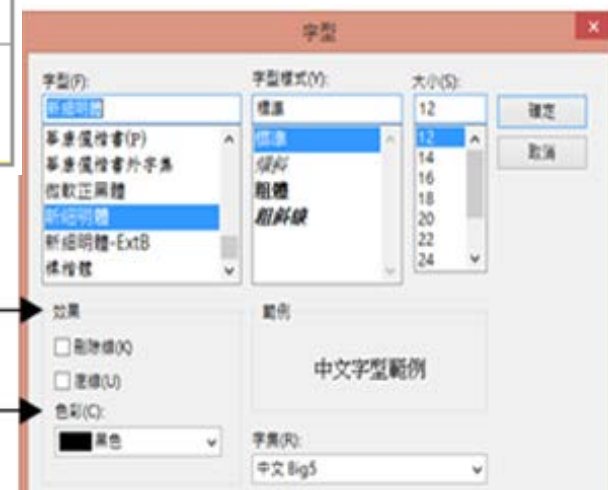 字型
字型(F):
新細明體
華康儷楷書(P)
華康儷楷書外字集
微軟正黑體
新細明體
新細明體-ExtB
標楷體
字型樣式(Y):
標準
標準
傾斜
粗體
粗斜線
大小(S):
12
12
14
16
18
20
22
24
確定
取消
效果
刪除線(K)
底線(U)
色彩(C):
黑色
範例
中文字型範例
字集(R):
中文 Big5